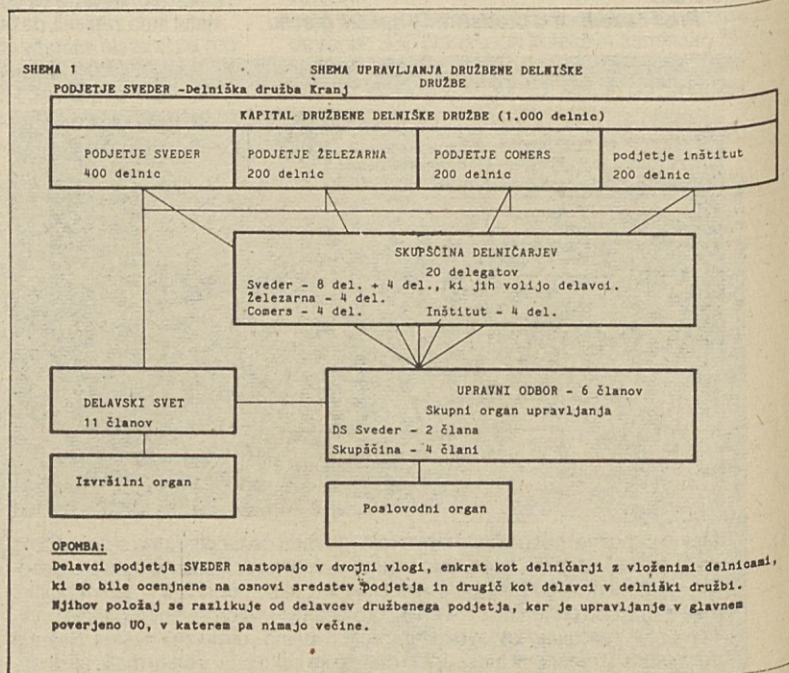 SHEMA 1
SHEMA UPRAVLJANJA DRUŽBENE DELNIŠKE
DRUŽBE
PODJETJE SVEDER -Delniška družba Kranj
KAPITAL DRUŽBENE DELNIŠKE DRUŽBE (1.000 delnic)
PODJETJE SVEDER
400 delnic
PODJETJE ŽELEZARNA
200 delnic
PODJETJE COMERS
200 delnic
podjetje inštitut
200 delnic
SKUPŠČINA DELNIČARJEV
20 delegatov
Sveder - 8 del. + 4 del., ki jih volijo delavci.
Železarna - 4 del.
Comers - 4 del. Inštitut - 4 del.
DELAVSKI SVET
11 članov
UPRAVNI ODBOR - 6 članov
Skupni organ upravljanja
DS Sveder - 2 člana
Skupščina - 4 člani
Izvršilni organ
Poslovodni organ
OPOMBA:
Delavci podjetja SVEDER nastopajo v dvojni vlogi, enkrat kot delničarji z vloženimi delnicami,
ki so bile ocenjnene na osnovi sredstev podjetja in drugič kot delavci v delniški družbi.
Njihov položaj se razlikuje od delavcev družbenega podjetja, ker je upravljanje v glavnem
poverjeno UO, v katerem pa nimajo večine.